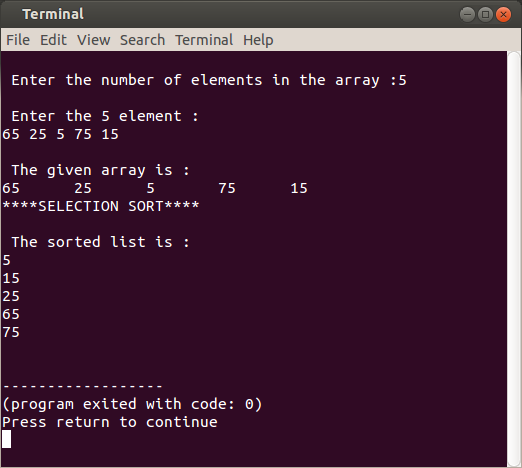 Terminal
File Edit View Search Terminal Help
Enter the number of elements in the array :5
Enter the 5 element :
65 25 5 75 15
The given array is :
65 25 5 75 15
****SELECTION SORT****
The sorted list is :
5
15
25
65
75
------------------
(program exited with code: 0)
Press return to continue